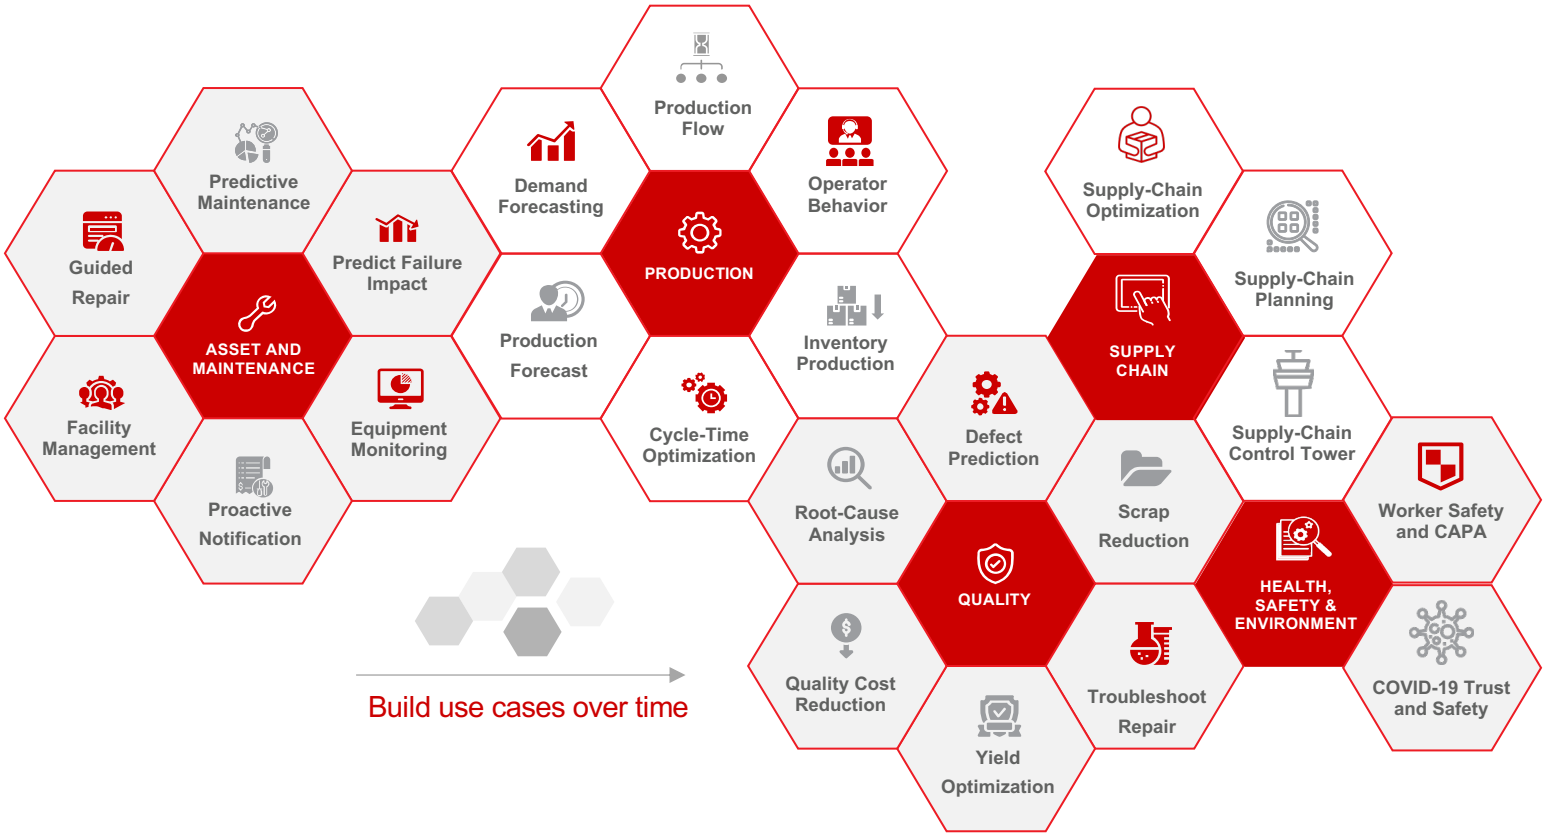 Production
Flow
Demand
Forecasting
Operator
Behavior
Predictive
Maintenance
Supply-Chain
Optimization
Guided
Repair
Predict Failure
Impact
PRODUCTION
Supply-Chain
Planning
ASSET AND
MAINTENANCE
Production
Forecast
Inventory
Production
SUPPLY
CHAIN
Facility
Management
Equipment
Monitoring
Cycle-Time
Optimization
Defect
Prediction
Supply-Chain
Control Tower
Proactive
Notification
Root-Cause
Analysis
Scrap
Reduction
Worker Safety
and CAPA
QUALITY
HEALTH,
SAFETY &
ENVIRONMENT
Quality Cost
Reduction
Troubleshoot
Repair
COVID-19 Trust
and Safety
Build use cases over time
Yield
Optimization